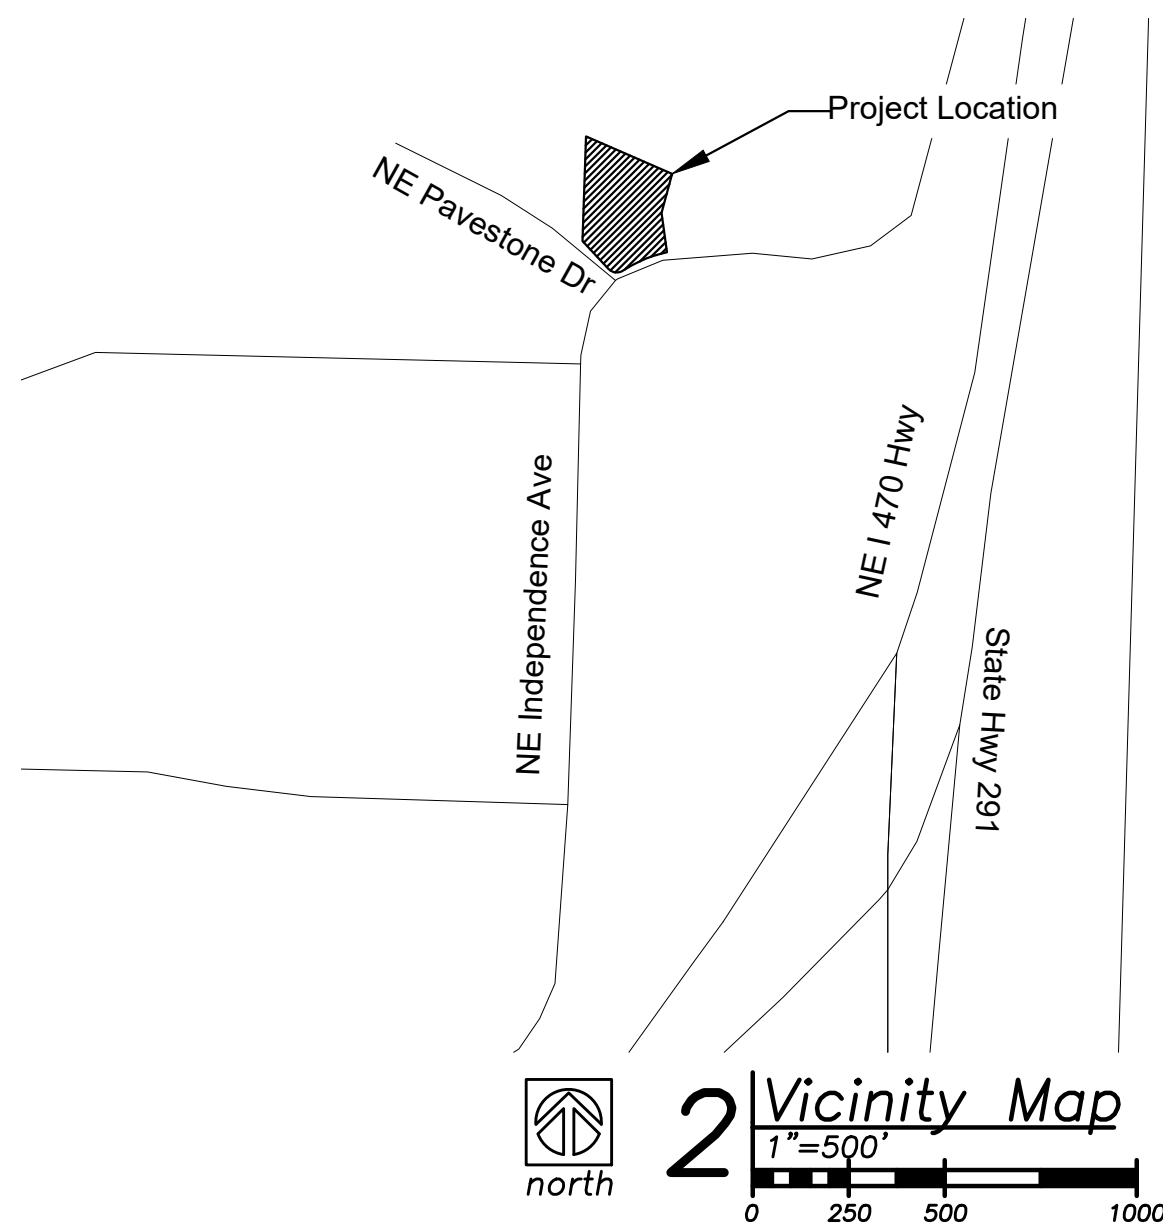 Project Location
NE Pavestone Dr
NE Independence Ave
NE I 470 Hwy
State Hwy 291
north
2
Vicinity Map
1"=500'
0 250 500 1000